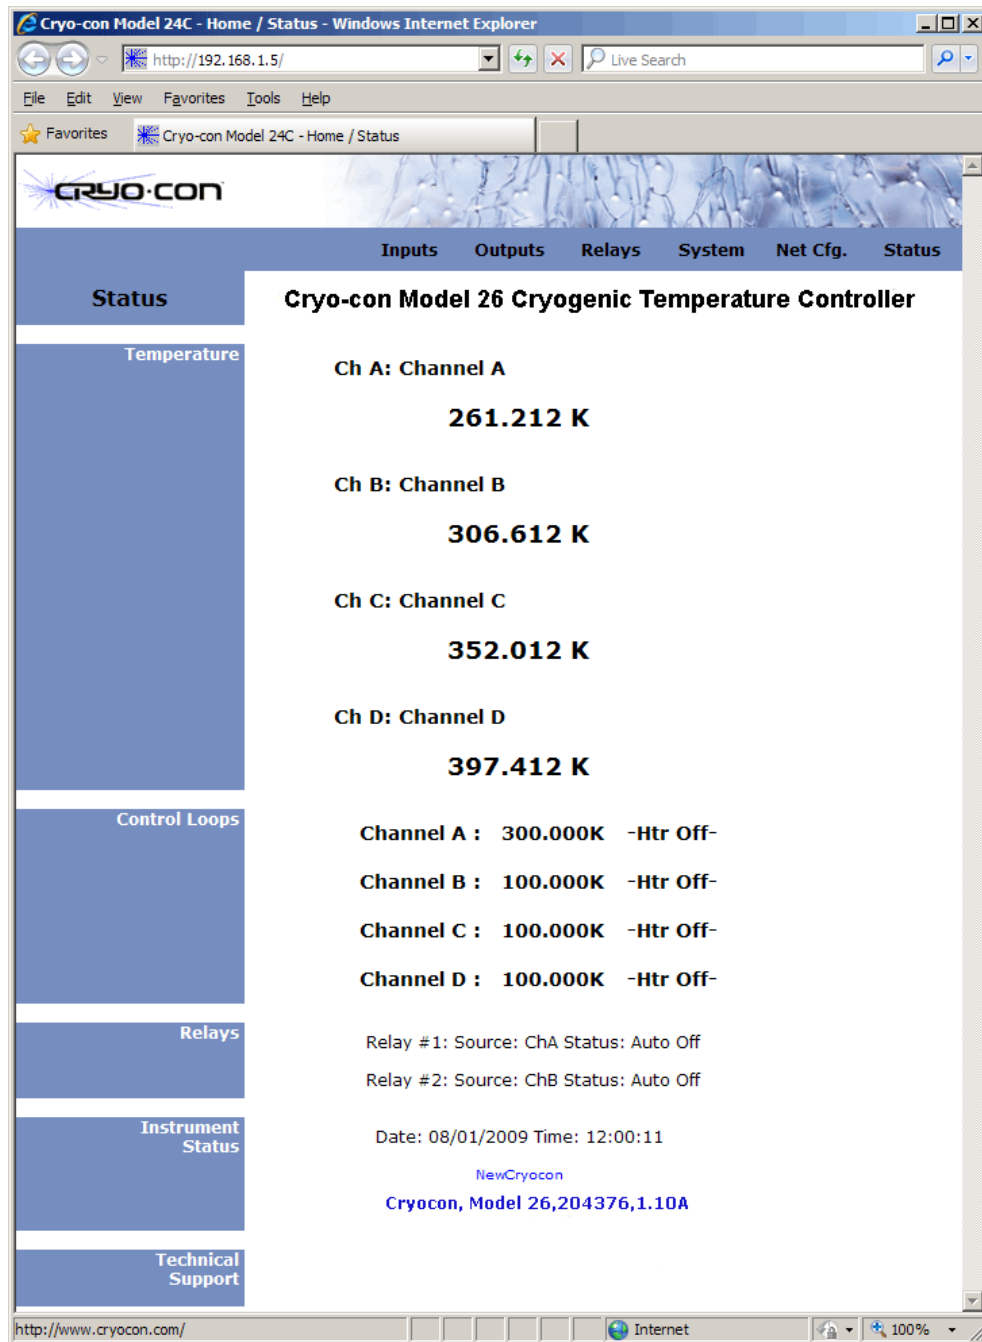 Cryo-con Model 24C - Home / Status - Windows Internet Explorer
http://192.168.1.5/
Live Search
File Edit View Favorites Tools Help
Favorites
Cryo-con Model 24C - Home / Status
CRYO·CON
Inputs Outputs Relays System Net Cfg. Status
Status
Cryo-con Model 26 Cryogenic Temperature Controller
Temperature
Ch A: Channel A
261.212 K
Ch B: Channel B
306.612 K
Ch C: Channel C
352.012 K
Ch D: Channel D
397.412 K
Control Loops
Channel A : 300.000K -Htr Off-
Channel B : 100.000K -Htr Off-
Channel C : 100.000K -Htr Off-
Channel D : 100.000K -Htr Off-
Relays
Relay #1: Source: ChA Status: Auto Off
Relay #2: Source: ChB Status: Auto Off
Instrument
Status
Date: 08/01/2009 Time: 12:00:11
NewCryocon
Cryocon, Model 26,204376,1.10A
Technical
Support
http://www.cryocon.com/
Internet
100%